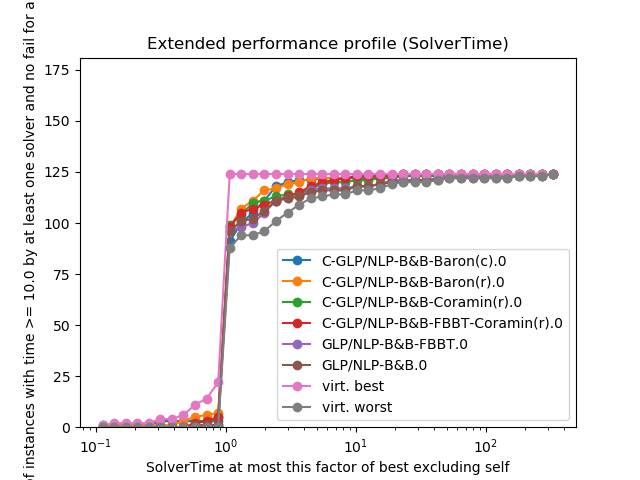 Extended performance profile (SolverTime)
of instances with time >= 10.0 by at least one solver and no fail for a
175
150
125
100
75
50
25
0
C-GLP/NLP-B&B-Baron(c).0
C-GLP/NLP-B&B-Baron(r).0
C-GLP/NLP-B&B-Coramin(r).0
C-GLP/NLP-B&B-FBBT-Coramin(r).0
GLP/NLP-B&B-FBBT.0
GLP/NLP-B&B.0
virt. best
virt. worst
10⁻¹ 10⁰ 10¹ 10²
SolverTime at most this factor of best excluding self